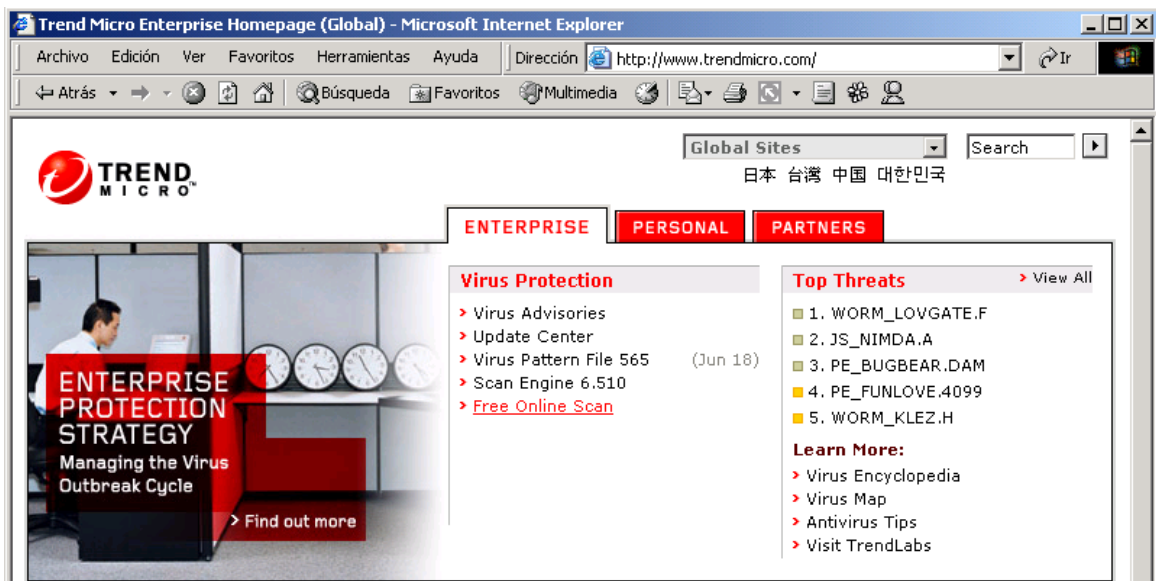 Trend Micro Enterprise Homepage (Global) - Microsoft Internet Explorer
Archivo Edición Ver Favoritos Herramientas Ayuda Dirección http://www.trendmicro.com/ Ir
Atrás Búsqueda Favoritos Multimedia
Global Sites Search
日本 台灣 中国 대한민국
TREND
MICRO™
ENTERPRISE PERSONAL PARTNERS
Virus Protection
> Virus Advisories
> Update Center
> Virus Pattern File 565 (Jun 18)
> Scan Engine 6.510
> Free Online Scan
Top Threats > View All
1. WORM_LOVGATE.F
2. JS_NIMDA.A
3. PE_BUGBEAR.DAM
4. PE_FUNLOVE.4099
5. WORM_KLEZ.H
Learn More:
> Virus Encyclopedia
> Virus Map
> Antivirus Tips
> Visit TrendLabs
ENTERPRISE
PROTECTION
STRATEGY
Managing the Virus
Outbreak Cycle
> Find out more